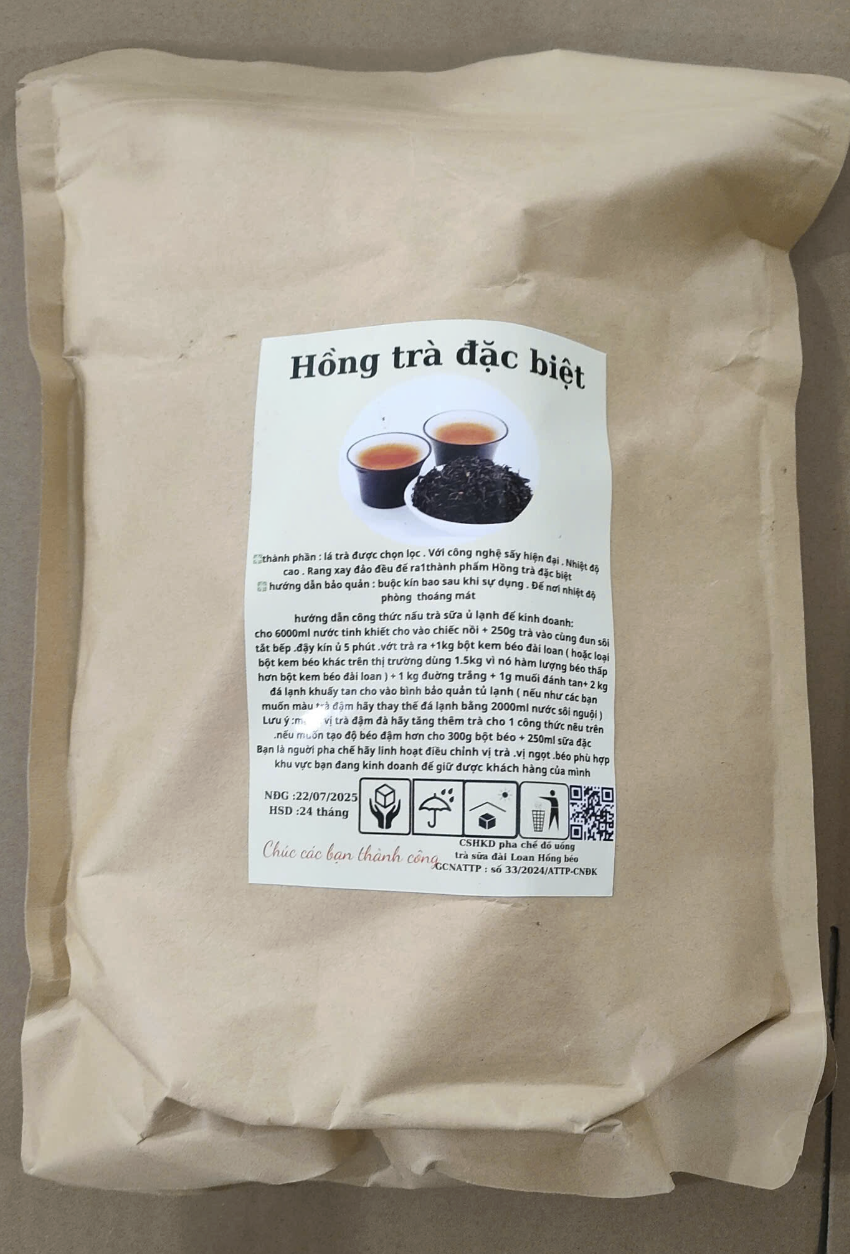 Hồng trà đặc biệt
thành phần : lá trà được chọn lọc . Với công nghệ sấy hiện đại . Nhiệt độ
cao . Rang xay đảo đều để ra1thành phẩm Hồng trà đặc biệt
hướng dẫn bảo quản : buộc kín bao sau khi sự dụng . Để nơi nhiệt độ
phòng thoáng mát
hướng dẫn công thức nấu trà sữa ủ lạnh để kinh doanh:
cho 6000ml nước tinh khiết cho vào chiếc nồi + 250g trà vào cùng đun sôi
tắt bếp .đậy kín ủ 5 phút .vớt trà ra +1kg bột kem béo đài loan ( hoặc loại
bột kem béo khác trên thị trường dùng 1.5kg vì nó hàm lượng béo thấp
hơn bột kem béo đài loan ) + 1 kg đường trắng + 1g muối đánh tan+ 2 kg
đá lạnh khuấy tan cho vào bình bảo quản tủ lạnh ( nếu như các bạn
muốn màu trà đậm hãy thay thế đá lạnh bằng 2000ml nước sôi nguội )
Lưu ý : vị trà đậm đà hãy tăng thêm trà cho 1 công thức nêu trên
.nếu muốn tạo độ béo đậm hơn cho 300g bột béo + 250ml sữa đặc
Bạn là người pha chế hãy linh hoạt điều chỉnh vị trà .vị ngọt .béo phù hợp
khu vực bạn đang kinh doanh để giữ được khách hàng của mình
NĐG :22/07/2025
HSD :24 tháng
Chúc các bạn thành công
CSHKD pha chế đồ uống
trà sữa đài Loan Hồng béo
GCNATTP : số 33/2024/ATTP-CNĐK